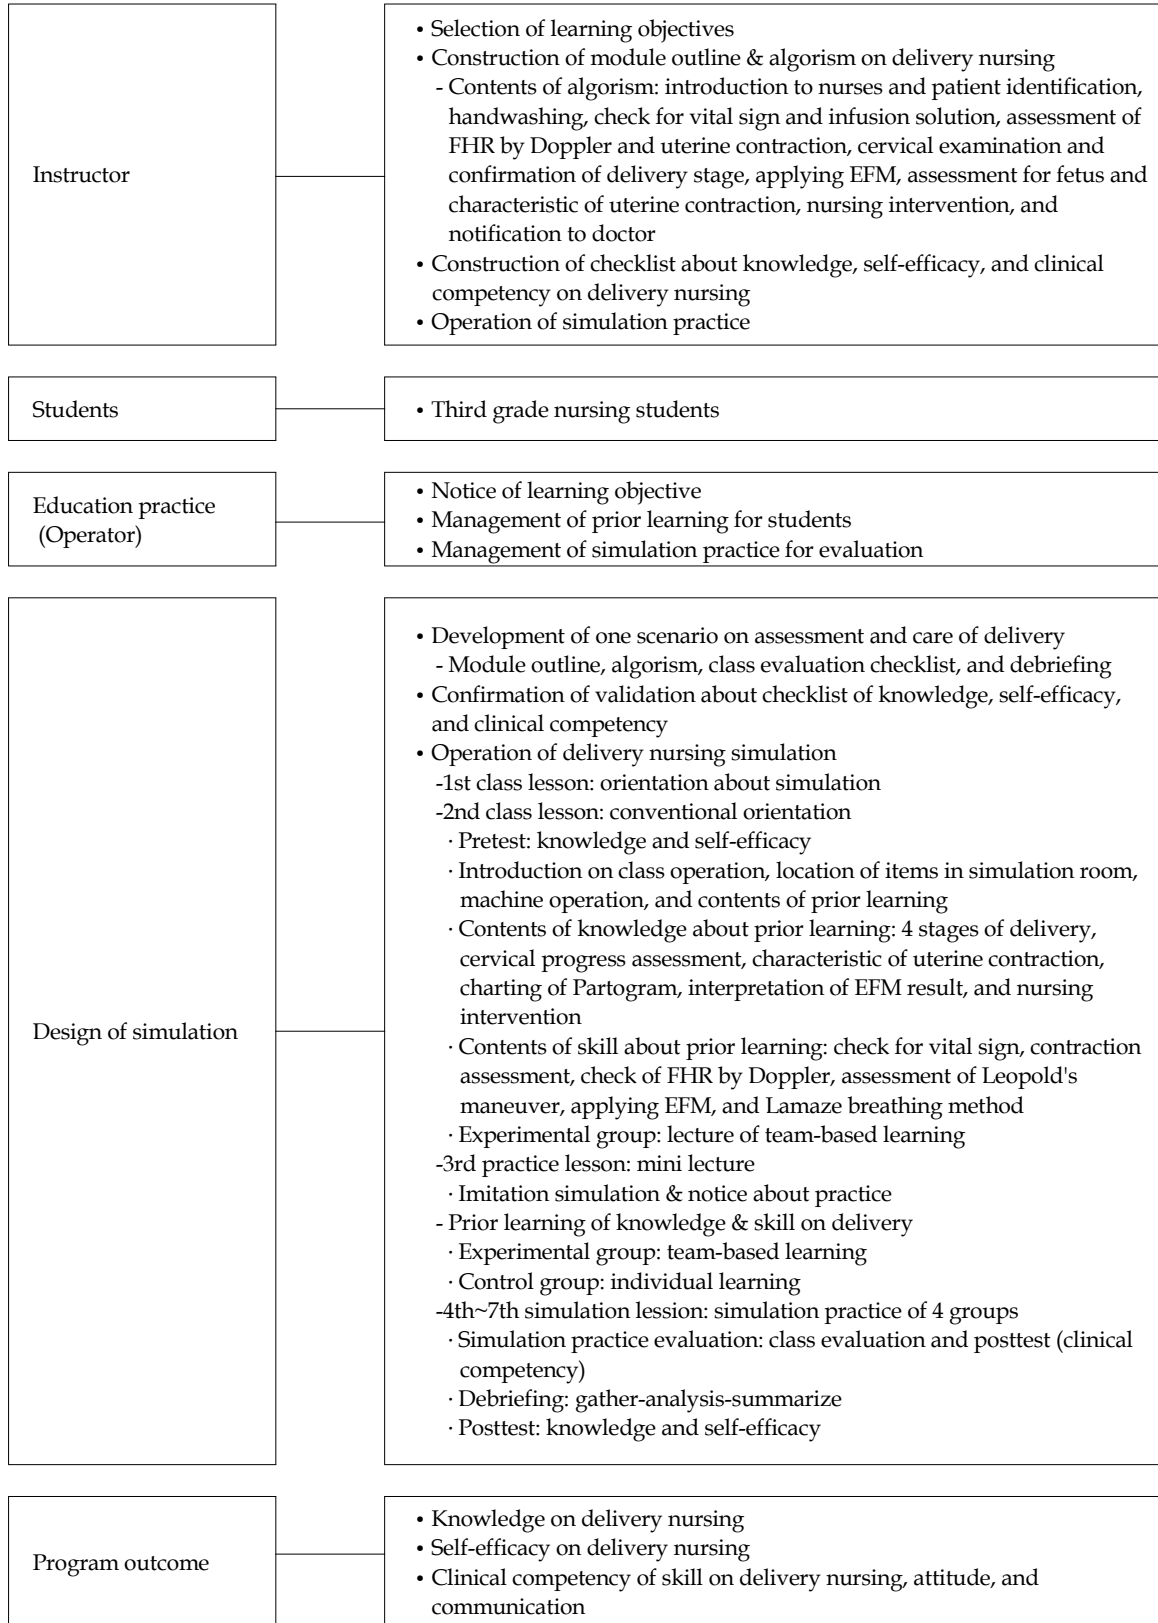 Instructor
• Selection of learning objectives
• Construction of module outline & algorism on delivery nursing
- Contents of algorism: introduction to nurses and patient identification,
handwashing, check for vital sign and infusion solution, assessment of
FHR by Doppler and uterine contraction, cervical examination and
confirmation of delivery stage, applying EFM, assessment for fetus and
characteristic of uterine contraction, nursing intervention, and
notification to doctor
• Construction of checklist about knowledge, self-efficacy, and clinical
competency on delivery nursing
• Operation of simulation practice
Students
• Third grade nursing students
Education practice
(Operator)
• Notice of learning objective
• Management of prior learning for students
• Management of simulation practice for evaluation
Design of simulation
• Development of one scenario on assessment and care of delivery
- Module outline, algorism, class evaluation checklist, and debriefing
• Confirmation of validation about checklist of knowledge, self-efficacy,
and clinical competency
• Operation of delivery nursing simulation
-1st class lesson: orientation about simulation
-2nd class lesson: conventional orientation
· Pretest: knowledge and self-efficacy
· Introduction on class operation, location of items in simulation room,
machine operation, and contents of prior learning
· Contents of knowledge about prior learning: 4 stages of delivery,
cervical progress assessment, characteristic of uterine contraction,
charting of Partogram, interpretation of EFM result, and nursing
intervention
· Contents of skill about prior learning: check for vital sign, contraction
assessment, check of FHR by Doppler, assessment of Leopold's
maneuver, applying EFM, and Lamaze breathing method
· Experimental group: lecture of team-based learning
-3rd practice lesson: mini lecture
· Imitation simulation & notice about practice
- Prior learning of knowledge & skill on delivery
· Experimental group: team-based learning
· Control group: individual learning
-4th~7th simulation lession: simulation practice of 4 groups
· Simulation practice evaluation: class evaluation and posttest (clinical
competency)
· Debriefing: gather-analysis-summarize
· Posttest: knowledge and self-efficacy
Program outcome
• Knowledge on delivery nursing
• Self-efficacy on delivery nursing
• Clinical competency of skill on delivery nursing, attitude, and
communication